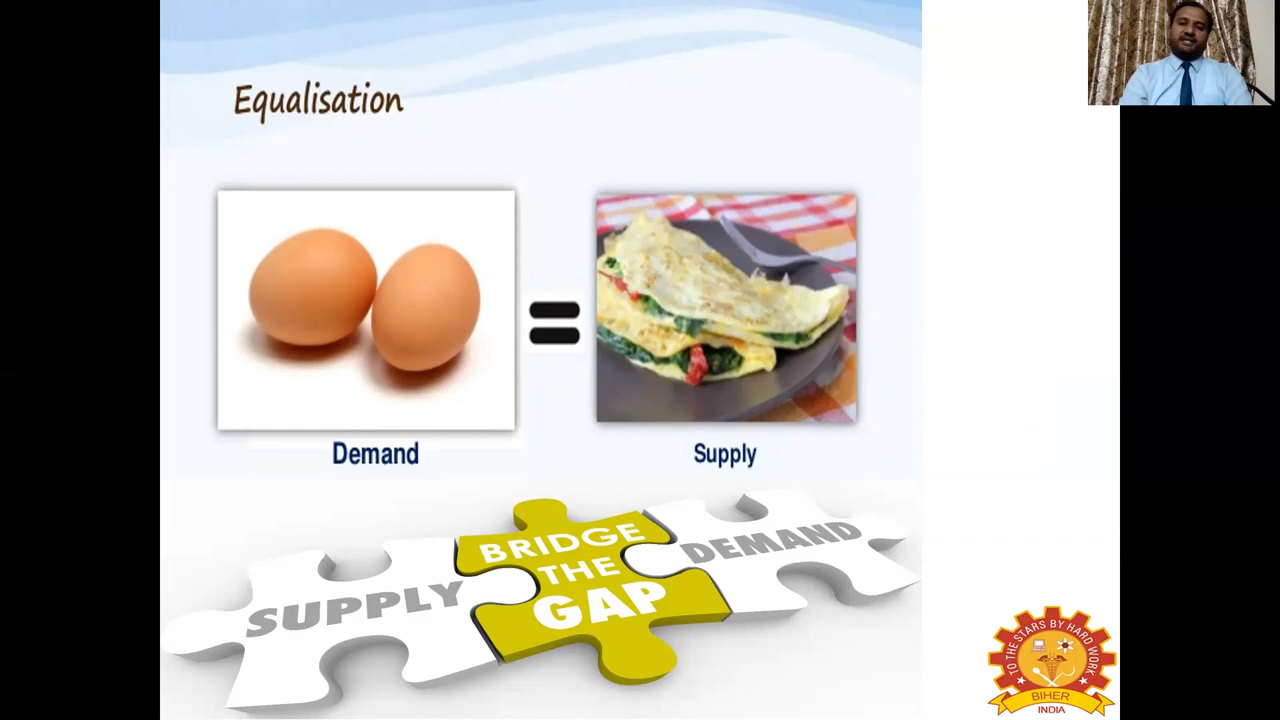 Equalisation
Demand
Supply
SUPPLY
BRIDGE
THE
GAP
DEMAND
TO THE STARS BY HARD WORK
BIHER
INDIA